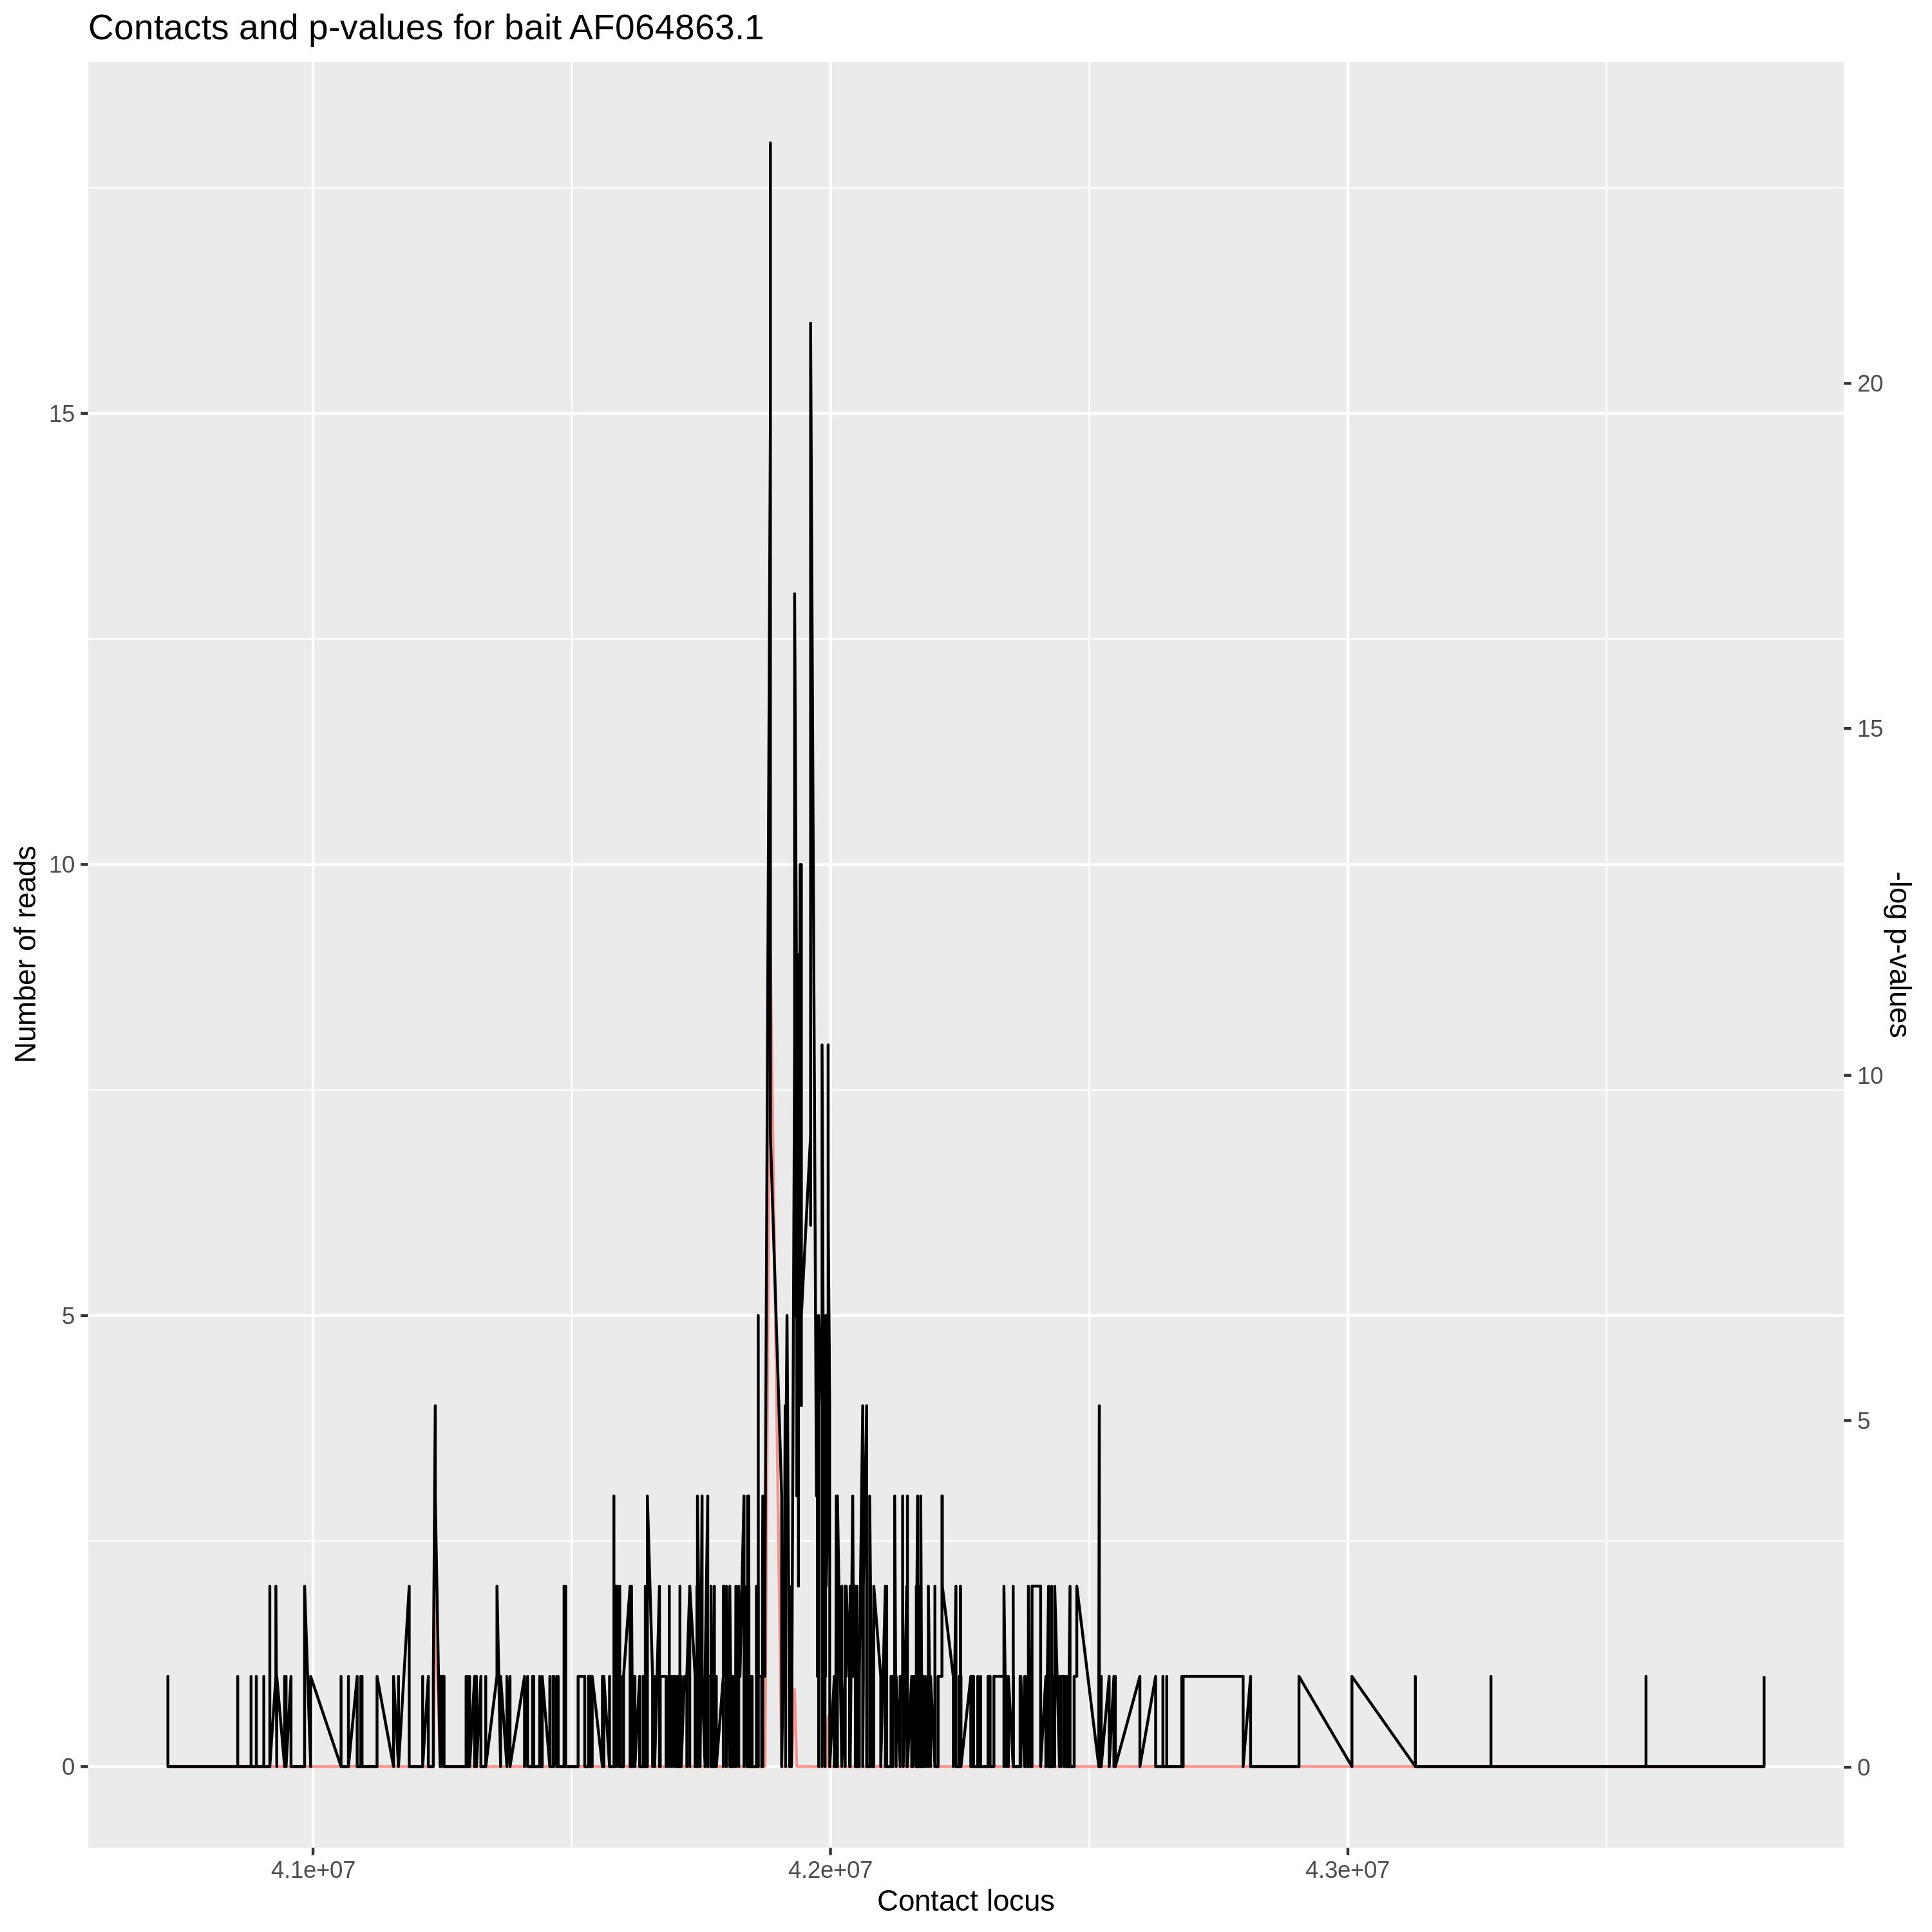 Contacts and p-values for bait AF064863.1
15
10
5
0
Number of reads
20
15
10
5
0
-log p-values
4.1e+07
4.2e+07
4.3e+07
Contact locus